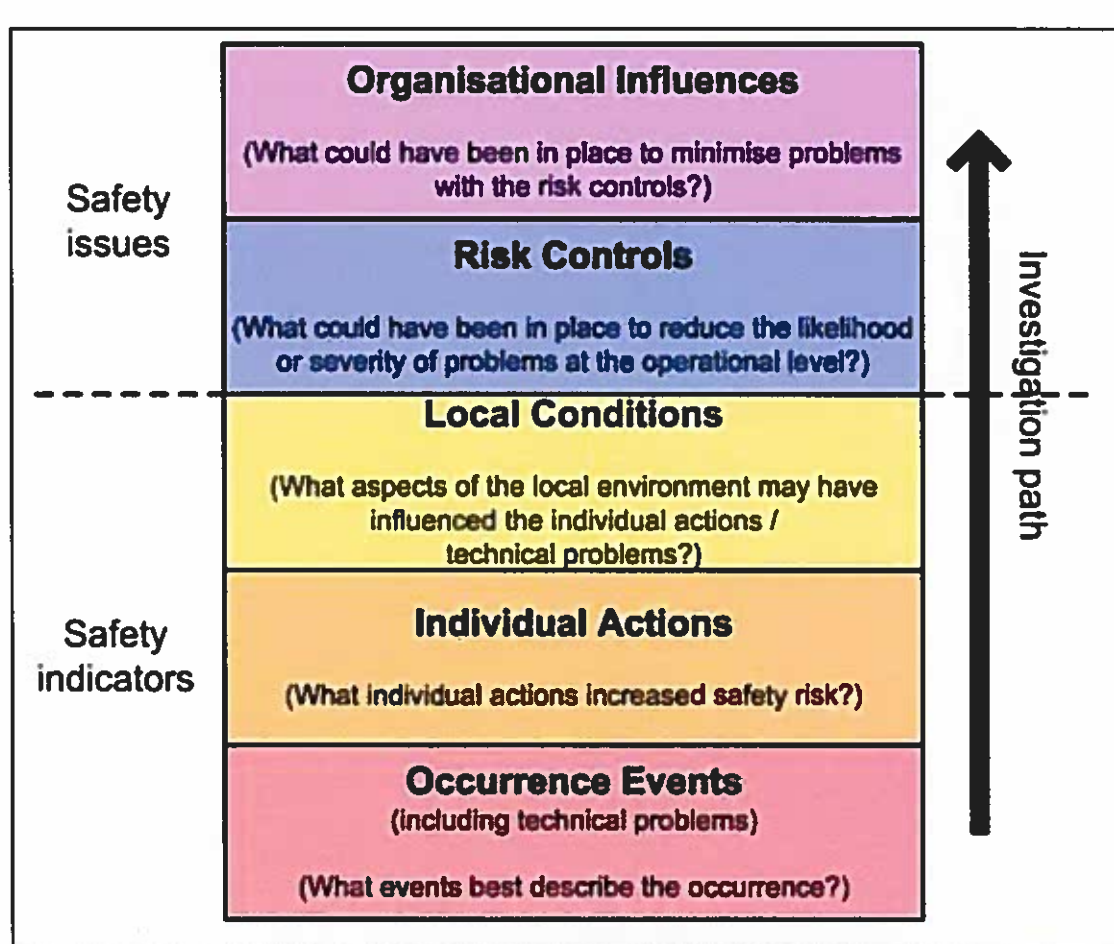 Organisational Influences
(What could have been in place to minimise problems
with the risk controls?)
Safety
issues
Risk Controls
(What could have been in place to reduce the likelihood
or severity of problems at the operational level?)
Local Conditions
(What aspects of the local environment may have
influenced the individual actions /
technical problems?)
Safety
indicators
Individual Actions
(What individual actions increased safety risk?)
Occurrence Events
(including technical problems)
(What events best describe the occurrence?)
Investigation path